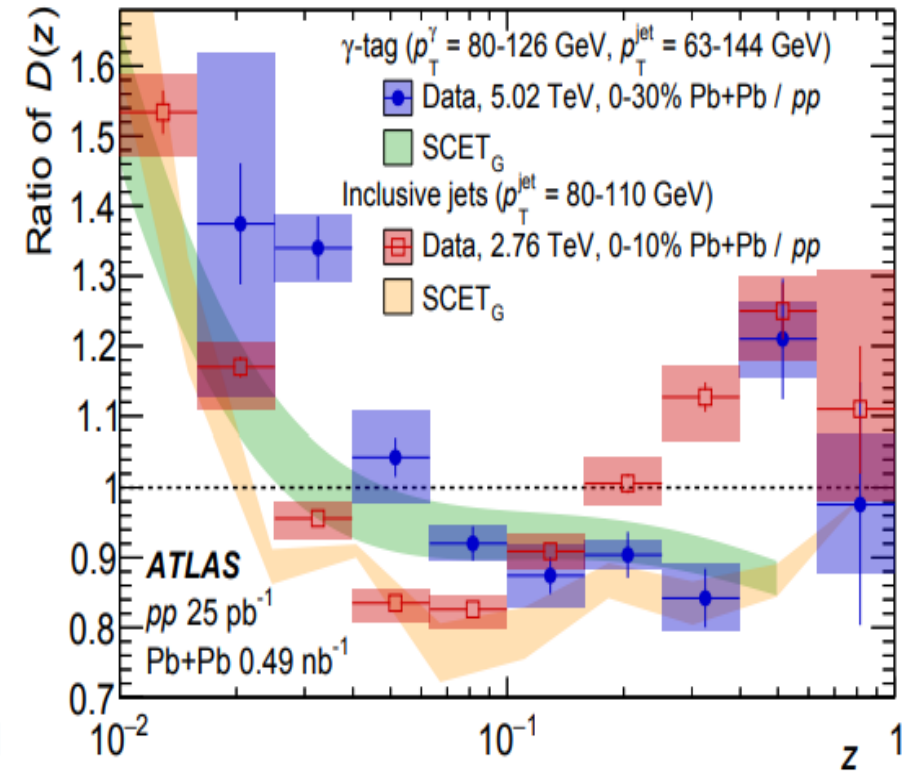 Ratio of D(z)
1.6
1.5
1.4
1.3
1.2
1.1
1
0.9
0.8
0.7
γ-tag (p_T^γ = 80-126 GeV, p_T^jet = 63-144 GeV)
Data, 5.02 TeV, 0-30% Pb+Pb / pp
SCET_G
Inclusive jets (p_T^jet = 80-110 GeV)
Data, 2.76 TeV, 0-10% Pb+Pb / pp
SCET_G
ATLAS
pp 25 pb⁻¹
Pb+Pb 0.49 nb⁻¹
10⁻² 10⁻¹ 1
z